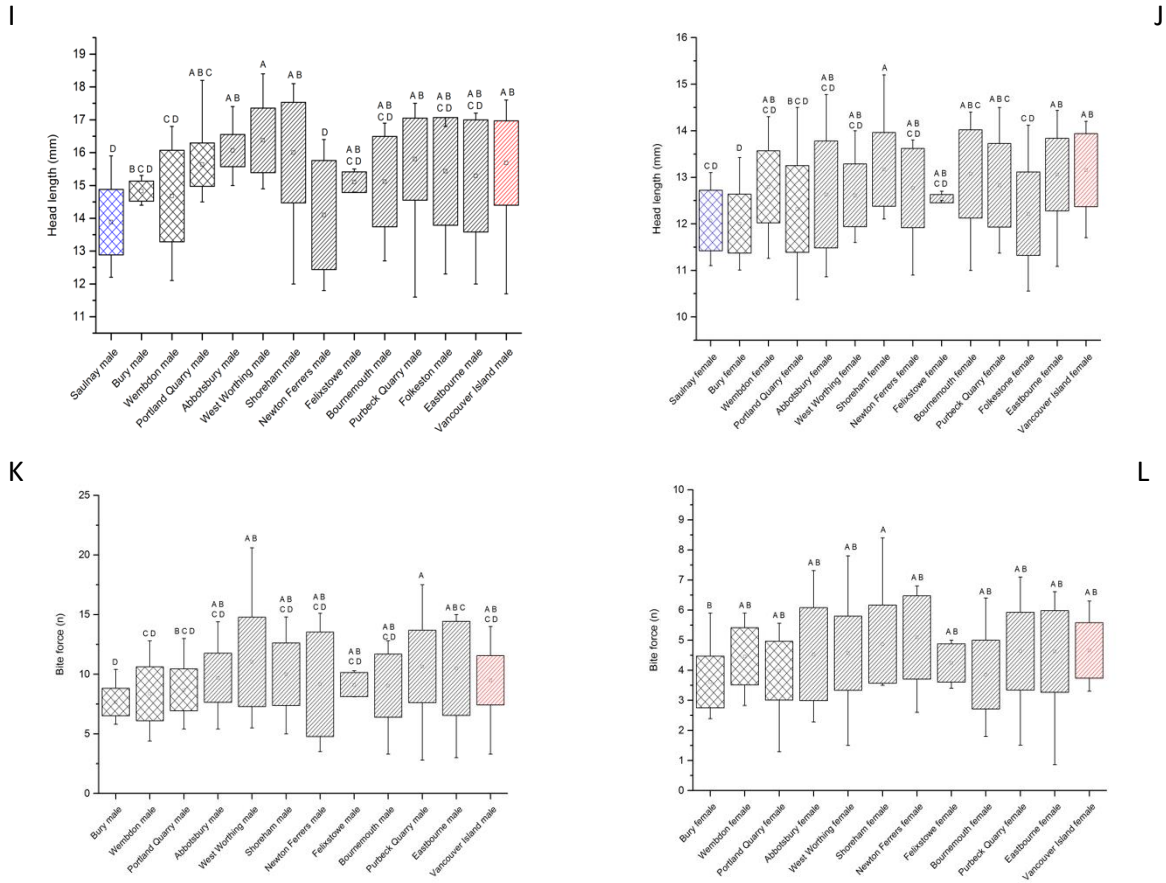 I
J
19
18
17
16
15
14
13
12
11
Head length (mm)
D
B C D
C D
A B C
A B
A
A B
D
A B
C D
A B
C D
A B
A B
C D
A B
C D
A B
Saulnay male
Bury male
Wembdon male
Portland Quarry male
Abbotsbury male
West Worthing male
Shoreham male
Newton Ferrers male
Felixstowe male
Bournemouth male
Purbeck Quarry male
Folkeston male
Eastbourne male
Vancouver Island male
16
15
14
13
12
11
10
Head length (mm)
C D
D
A B
C D
B C D
A B
C D
A B
C D
A
A B
C D
A B
C D
A B C
A B C
C D
A B
A B
Saulnay female
Bury female
Wembdon female
Portland Quarry female
Abbotsbury female
West Worthing female
Shoreham female
Newton Ferrers female
Felixstowe female
Bournemouth female
Purbeck Quarry female
Folkestone female
Eastbourne female
Vancouver Island female
K
L
25
20
15
10
5
0
Bite force (n)
D
C D
B C D
A B
C D
A B
A B
C D
A B
C D
A B
C D
A B
C D
A
A B C
A B
C D
Bury male
Wembdon male
Portland Quarry male
Abbotsbury male
West Worthing male
Shoreham male
Newton Ferrers male
Felixstowe male
Bournemouth male
Purbeck Quarry male
Eastbourne male
Vancouver Island male
10
9
8
7
6
5
4
3
2
1
0
Bite force (n)
B
A B
A B
A B
A B
A
A B
A B
A B
A B
A B
A B
Bury female
Wembdon female
Portland Quarry female
Abbotsbury female
West Worthing female
Shoreham female
Newton Ferrers female
Felixstowe female
Bournemouth female
Purbeck Quarry female
Eastbourne female
Vancouver Island female